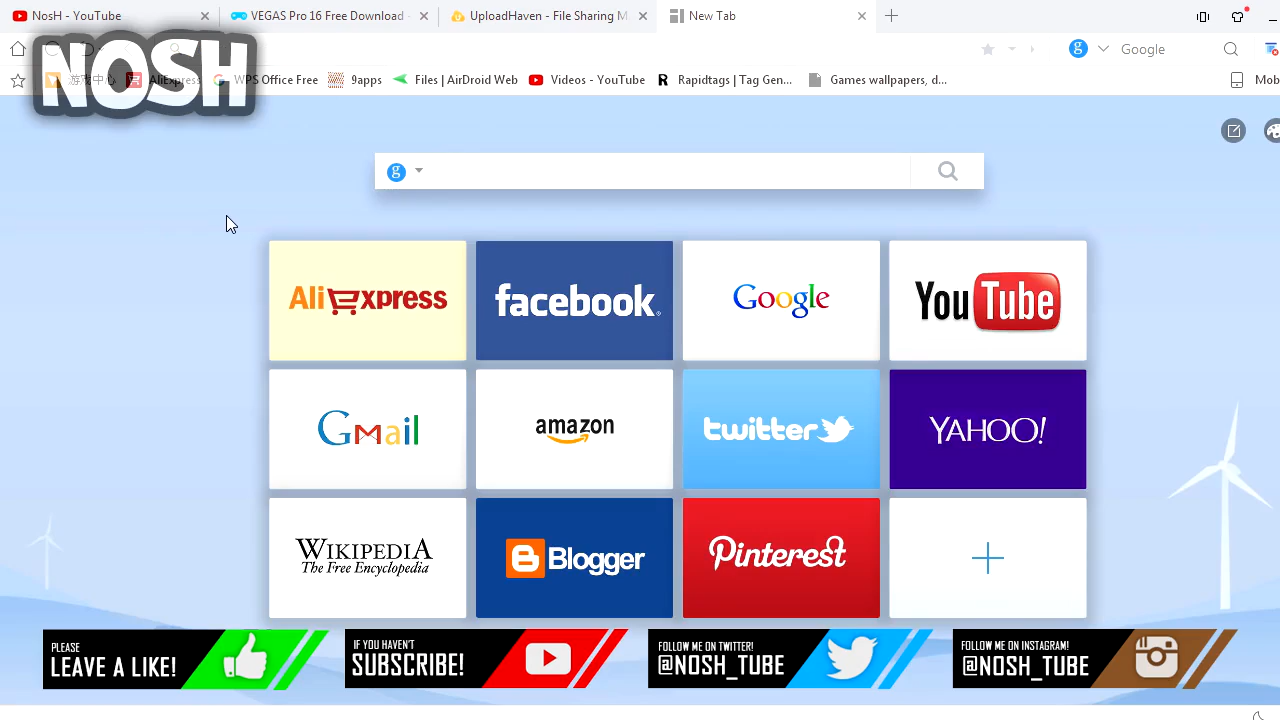 NosH - YouTube
VEGAS Pro 16 Free Download -
UploadHaven - File Sharing M
New Tab
Google
NOSH
AliExpress
WPS Office Free
9apps
Files | AirDroid Web
Videos - YouTube
Rapidtags | Tag Gen...
Games wallpapers, d...
Mob
AliExpress
facebook
Google
YouTube
Gmail
amazon
twitter
YAHOO!
WIKIPEDIA
The Free Encyclopedia
Blogger
Pinterest
PLEASE
LEAVE A LIKE!
IF YOU HAVEN'T
SUBSCRIBE!
FOLLOW ME ON TWITTER!
@NOSH_TUBE
FOLLOW ME ON INSTAGRAM!
@NOSH_TUBE